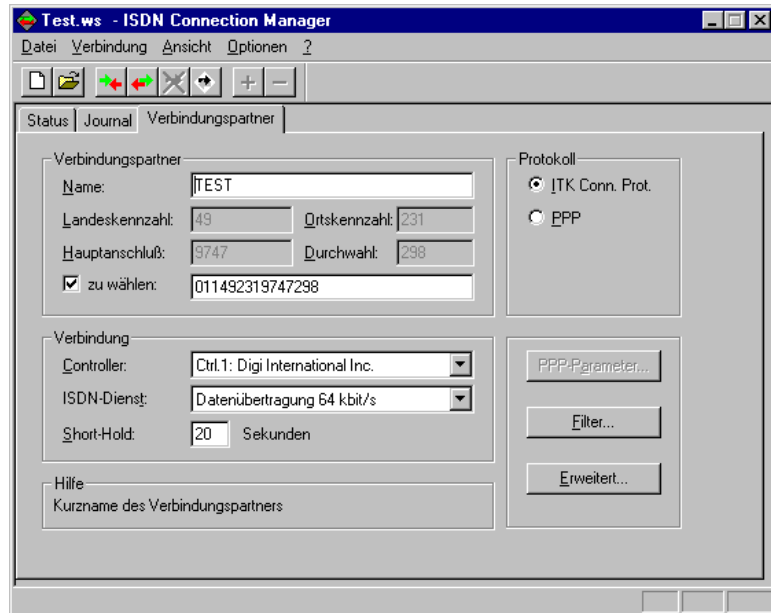 Test.ws - ISDN Connection Manager
Datei Verbindung Ansicht Optionen ?
Status Journal Verbindungspartner
Verbindungspartner
Name: TEST
Landeskennzahl: 49 Ortskennzahl: 231
Hauptanschluß: 9747 Durchwahl: 298
zu wählen: 011492319747298
Protokoll
ITK Conn. Prot.
PPP
Verbindung
Controller: Ctrl.1: Digi International Inc.
ISDN-Dienst: Datenübertragung 64 kbit/s
Short-Hold: 20 Sekunden
PPP-Parameter...
Filter...
Erweitert...
Hilfe
Kurzname des Verbindungspartners